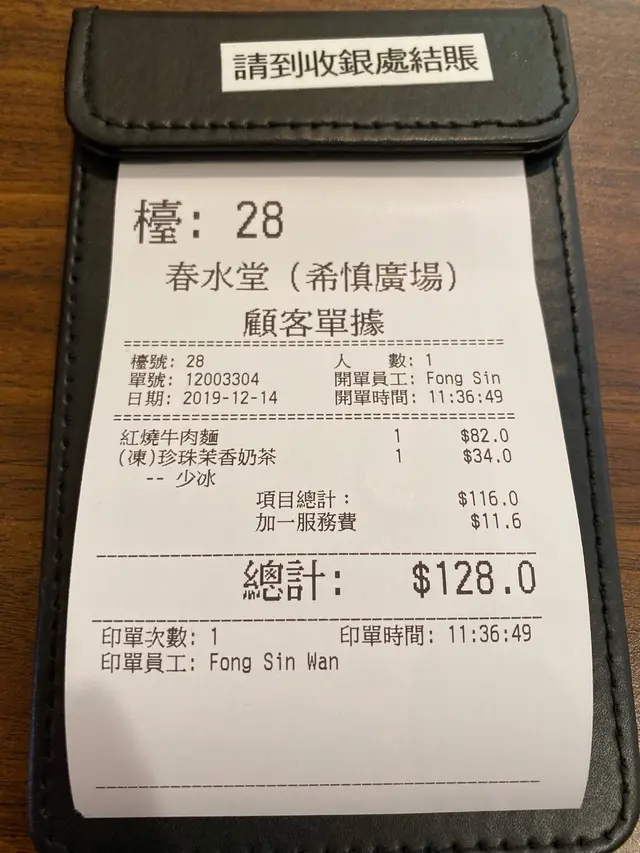 請到收銀處結賬
檯: 28
春水堂 (希慎廣場)
顧客單據
檯號: 28 人 數: 1
單號: 12003304 開單員工: Fong Sin
日期: 2019-12-14 開單時間: 11:36:49
紅燒牛肉麵 1 $82.0
(凍)珍珠茉香奶茶 1 $34.0
-- 少冰
項目總計: $116.0
加一服務費 $11.6
總計: $128.0
印單次數: 1 印單時間: 11:36:49
印單員工: Fong Sin Wan